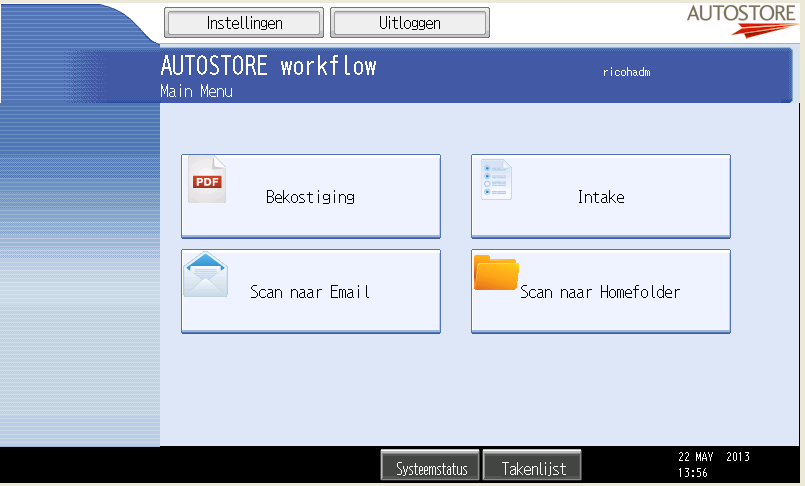 Instellingen
Uitloggen
AUTOSTORE
AUTOSTORE workflow
ricohadm
Main Menu
PDF
Bekostiging
Intake
Scan naar Email
Scan naar Homefolder
Systeemstatus
Takenlijst
22 MAY 2013
13:56